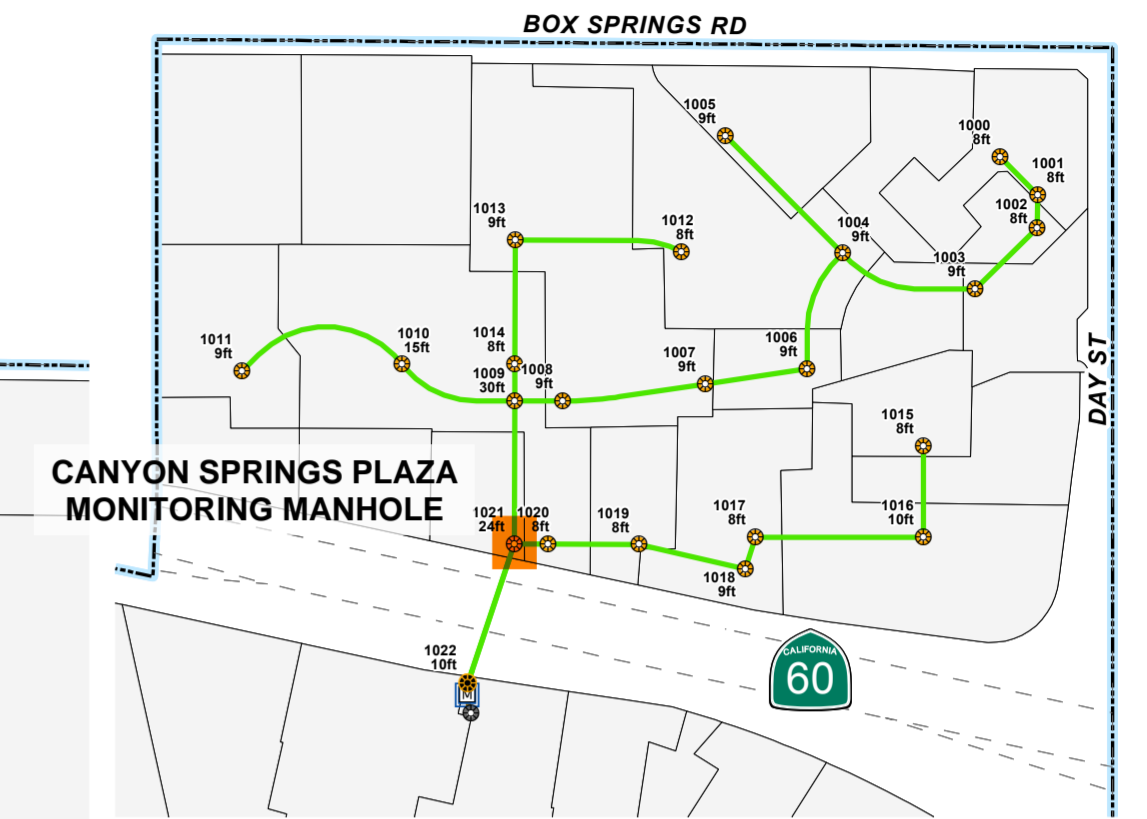 BOX SPRINGS RD
1005
9ft
1000
8ft
1001
8ft
1002
8ft
1013
9ft
1012
8ft
1004
9ft
1003
9ft
1011
9ft
1010
15ft
1014
8ft
1009
30ft
1008
9ft
1007
9ft
1006
9ft
DAY ST
1015
8ft
CANYON SPRINGS PLAZA
MONITORING MANHOLE
1021
24ft
1020
8ft
1019
8ft
1017
8ft
1016
10ft
1018
9ft
1022
10ft
M
CALIFORNIA
60